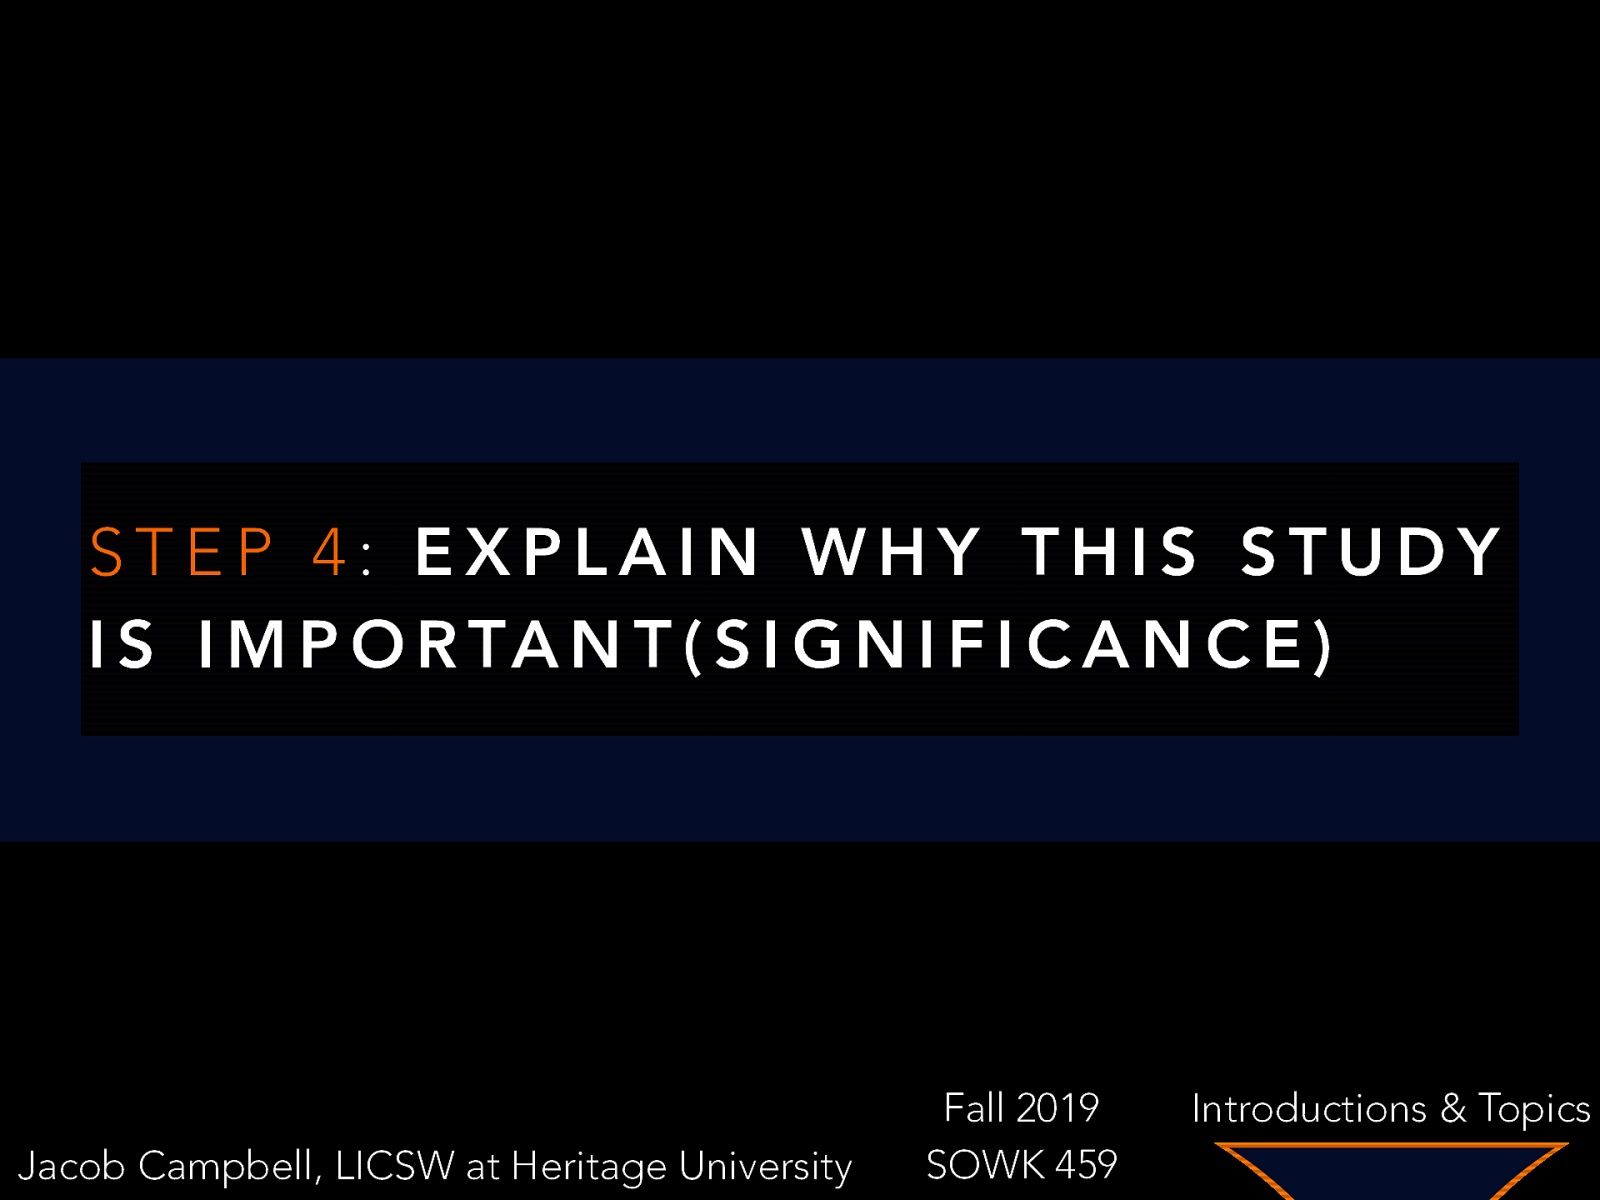 STEP 4: EXPLAIN WHY THIS STUDY
IS IMPORTANT(SIGNIFICANCE)
Jacob Campbell, LICSW at Heritage University
Fall 2019
SOWK 459
Introductions & Topics